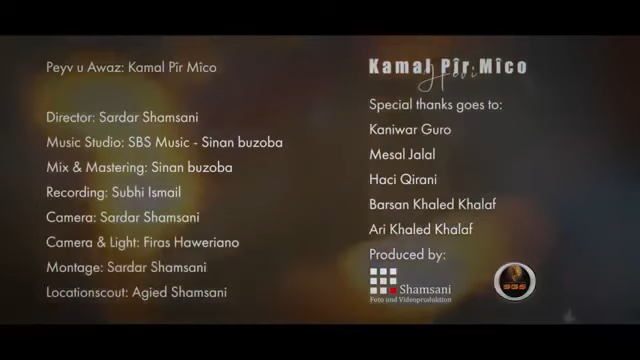 Peyv u Awaz: Kamal Pîr Mîco
Director: Sardar Shamsani
Music Studio: SBS Music - Sinan buzoba
Mix & Mastering: Sinan buzoba
Recording: Subhi Ismail
Camera: Sardar Shamsani
Camera & Light: Firas Haweriano
Montage: Sardar Shamsani
Locationscout: Agied Shamsani
Kamal Pîr Mîco
Hevi
Special thanks goes to:
Kaniwar Guro
Mesal Jalal
Haci Qirani
Barsan Khaled Khalaf
Ari Khaled Khalaf
Produced by:
Shamsani
Foto und Videoproduktion
SBS